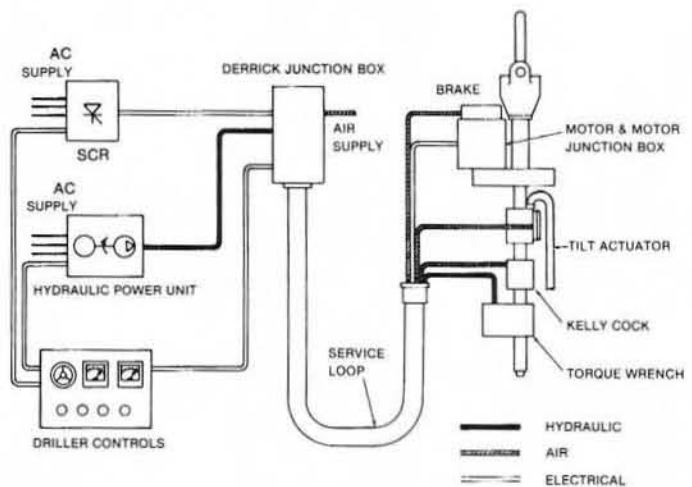 AC
SUPPLY
SCR
DERRICK JUNCTION BOX
AIR
SUPPLY
BRAKE
MOTOR & MOTOR
JUNCTION BOX
AC
SUPPLY
HYDRAULIC POWER UNIT
TILT ACTUATOR
KELLY COCK
SERVICE
LOOP
TORQUE WRENCH
DRILLER CONTROLS
HYDRAULIC
AIR
ELECTRICAL